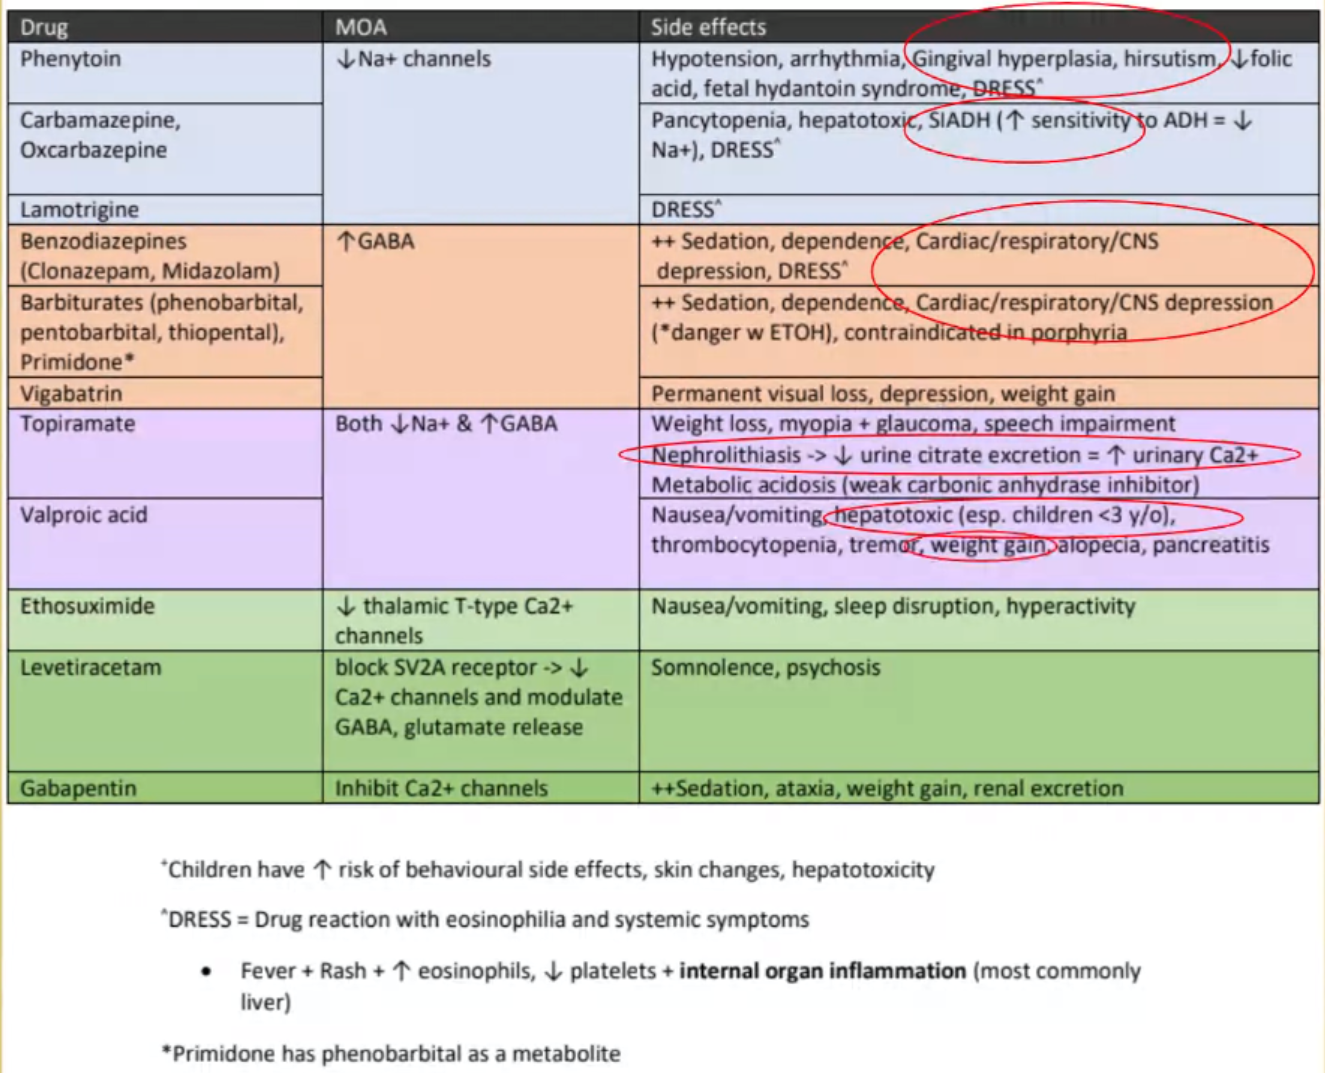 Drug MOA Side effects
Phenytoin ↓Na+ channels Hypotension, arrhythmia, Gingival hyperplasia, hirsutism, ↓folic
acid, fetal hydantoin syndrome, DRESS^
Carbamazepine, Pancytopenia, hepatotoxic, SIADH (↑ sensitivity to ADH = ↓
Oxcarbazepine Na+), DRESS^
Lamotrigine DRESS^
Benzodiazepines ↑GABA ++ Sedation, dependence, Cardiac/respiratory/CNS
(Clonazepam, Midazolam) depression, DRESS^
Barbiturates (phenobarbital, ++ Sedation, dependence, Cardiac/respiratory/CNS depression
pentobarbital, thiopental), (*danger w ETOH), contraindicated in porphyria
Primidone*
Vigabatrin Permanent visual loss, depression, weight gain
Topiramate Both ↓Na+ & ↑GABA Weight loss, myopia + glaucoma, speech impairment
Nephrolithiasis -> ↓ urine citrate excretion = ↑ urinary Ca2+
Metabolic acidosis (weak carbonic anhydrase inhibitor)
Valproic acid Nausea/vomiting, hepatotoxic (esp. children <3 y/o),
thrombocytopenia, tremor, weight gain, alopecia, pancreatitis
Ethosuximide ↓ thalamic T-type Ca2+ Nausea/vomiting, sleep disruption, hyperactivity
channels
Levetiracetam block SV2A receptor -> ↓ Somnolence, psychosis
Ca2+ channels and modulate
GABA, glutamate release
Gabapentin Inhibit Ca2+ channels ++Sedation, ataxia, weight gain, renal excretion
⁺Children have ↑ risk of behavioural side effects, skin changes, hepatotoxicity
^DRESS = Drug reaction with eosinophilia and systemic symptoms
• Fever + Rash + ↑ eosinophils, ↓ platelets + internal organ inflammation (most commonly
liver)
*Primidone has phenobarbital as a metabolite